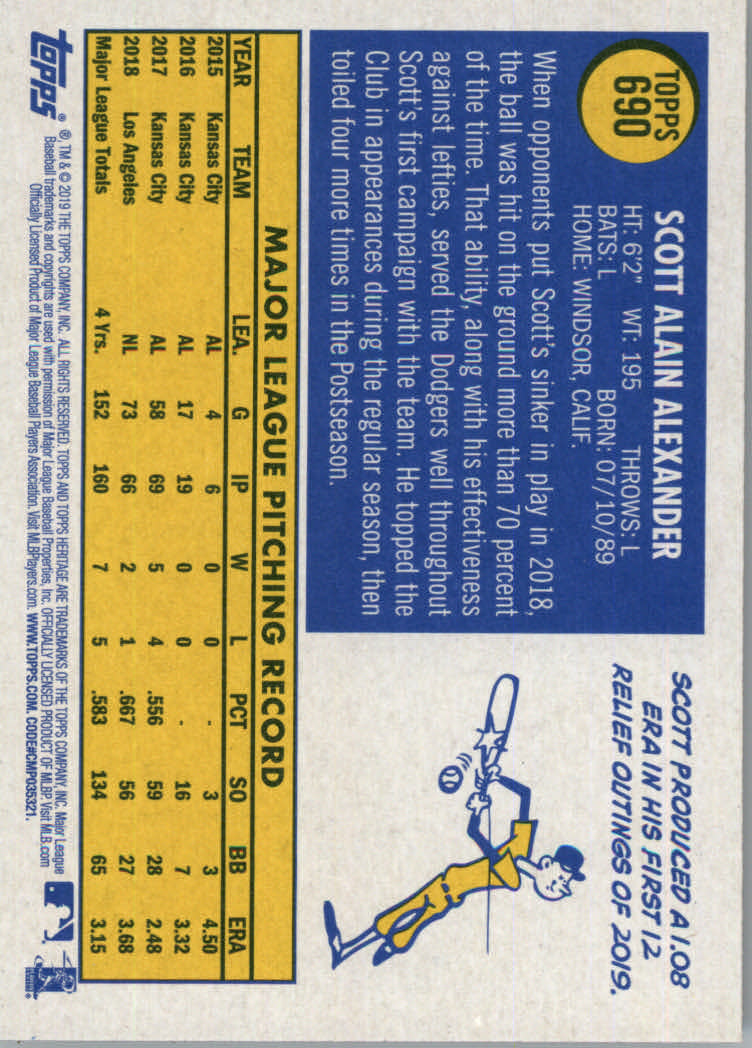 TOPPS
690
SCOTT ALAIN ALEXANDER
HT: 6'2" WT: 195 THROWS: L
BATS: L BORN: 07/10/89
HOME: WINDSOR, CALIF.
When opponents put Scott's sinker in play in 2018,
the ball was hit on the ground more than 70 percent
of the time. That ability, along with his effectiveness
against lefties, served the Dodgers well throughout
Scott's first campaign with the team. He topped the
Club in appearances during the regular season, then
toiled four more times in the Postseason.
SCOTT PRODUCED A 1.08
ERA IN HIS FIRST 12
RELIEF OUTINGS OF 2019.
MAJOR LEAGUE PITCHING RECORD
YEAR TEAM LEA. G IP W L PCT SO BB ERA
2015 Kansas City AL 4 6 0 0 - 3 3 4.50
2016 Kansas City AL 17 19 0 0 - 16 7 3.32
2017 Kansas City AL 58 69 5 4 .556 59 28 2.48
2018 Los Angeles NL 73 66 2 1 .667 56 27 3.68
Major League Totals 4 Yrs. 152 160 7 5 .583 134 65 3.15
topps®
®, TM & © 2019 THE TOPPS COMPANY, INC. ALL RIGHTS RESERVED. TOPPS AND TOPPS HERITAGE ARE TRADEMARKS OF THE TOPPS COMPANY, INC. Major League
Baseball trademarks and copyrights are used with permission of Major League Baseball Properties, Inc. OFFICIALLY LICENSED PRODUCT OF MLBP Visit MLB.com
Officially Licensed Product of Major League Baseball Players Association. Visit MLBPlayers.com. WWW.TOPPS.COM. CODE#CMP035321.